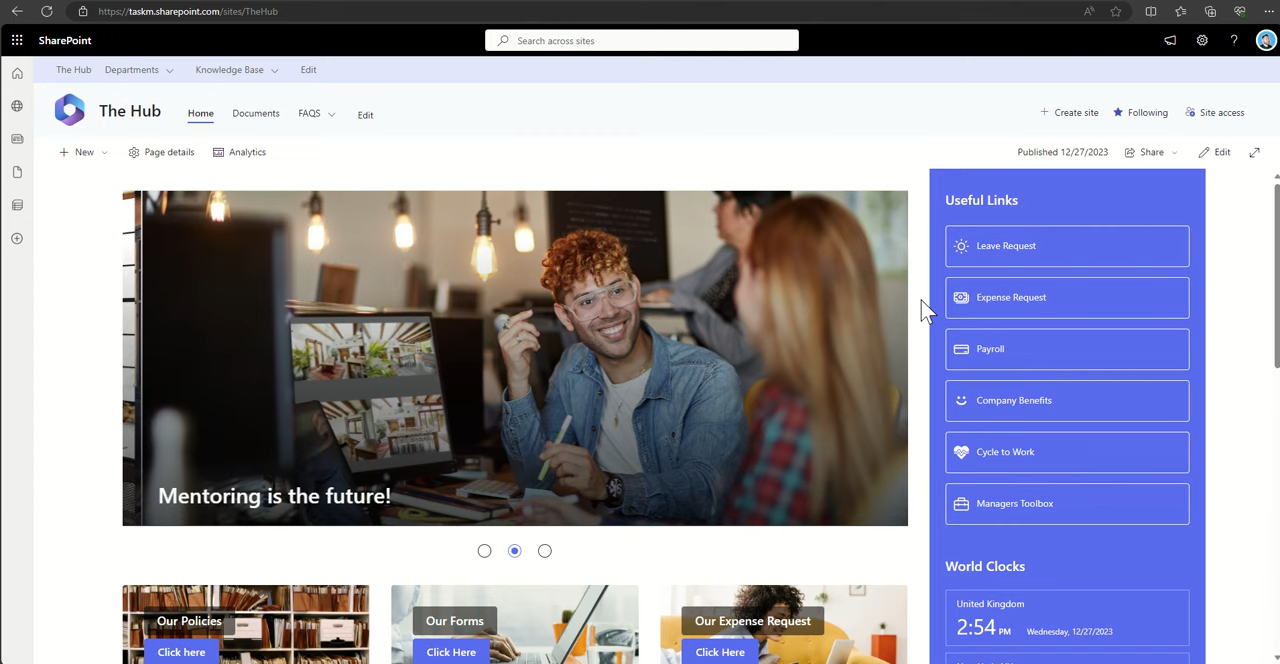 https://taskm.sharepoint.com/sites/TheHub
SharePoint
Search across sites
The Hub Departments Knowledge Base Edit
The Hub Home Documents FAQS Edit
Create site Following Site access
New Page details Analytics
Published 12/27/2023 Share Edit
Mentoring is the future!
Useful Links
Leave Request
Expense Request
Payroll
Company Benefits
Cycle to Work
Managers Toolbox
World Clocks
United Kingdom
2:54 PM Wednesday, 12/27/2023
Our Policies
Click here
Our Forms
Click Here
Our Expense Request
Click Here